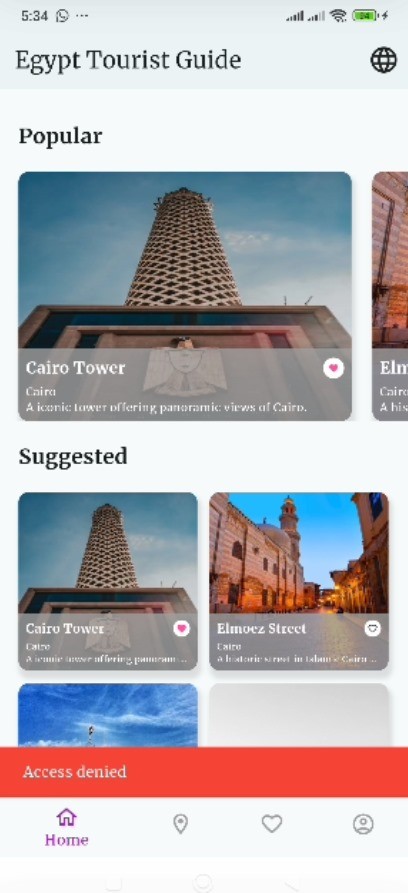 5:34
Egypt Tourist Guide
Popular
Cairo Tower
Cairo
A iconic tower offering panoramic views of Cairo.
Elm
Cairo
A his
Suggested
Cairo Tower
Cairo
A iconic tower offering panoram...
Elmoez Street
Cairo
A historic street in Islamic Cairo ...
Access denied
Home